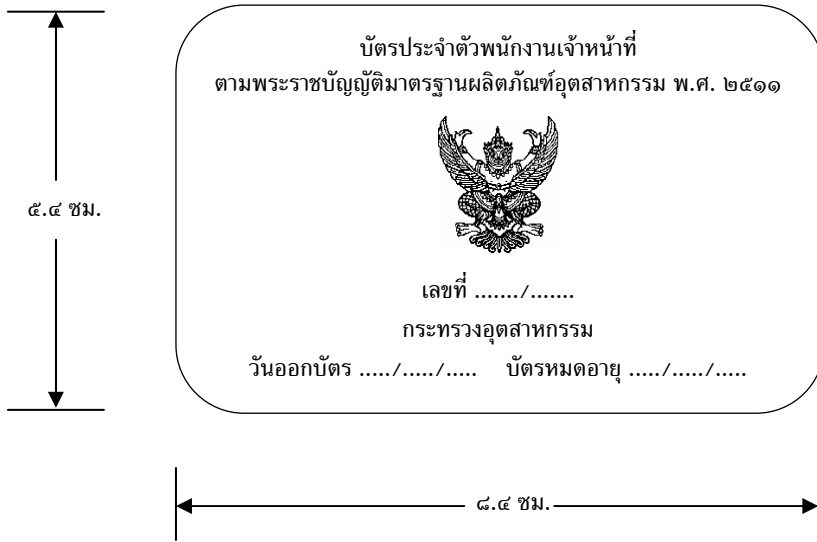 บัตรประจำตัวพนักงานเจ้าหน้าที่
ตามพระราชบัญญัติมาตรฐานผลิตภัณฑ์อุตสาหกรรม พ.ศ. ๒๕๑๑
๕.๔ ซม.
เลขที่ ......./.......
กระทรวงอุตสาหกรรม
วันออกบัตร ...../...../..... บัตรหมดอายุ ...../...../.....
๘.๔ ซม.